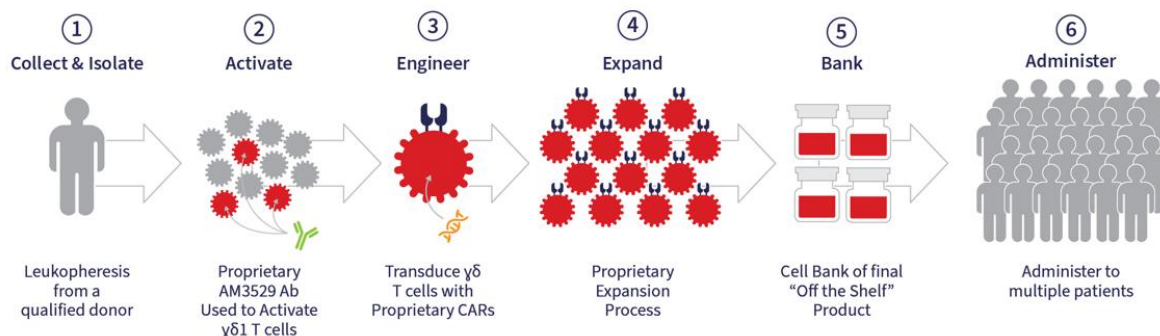 1
Collect & Isolate
Leukopheresis
from a
qualified donor
2
Activate
Proprietary
AM3529 Ab
Used to Activate
γδ1 T cells
3
Engineer
Transduce γδ
T cells with
Proprietary CARs
4
Expand
Proprietary
Expansion
Process
5
Bank
Cell Bank of final
“Off the Shelf”
Product
6
Administer
Administer to
multiple patients